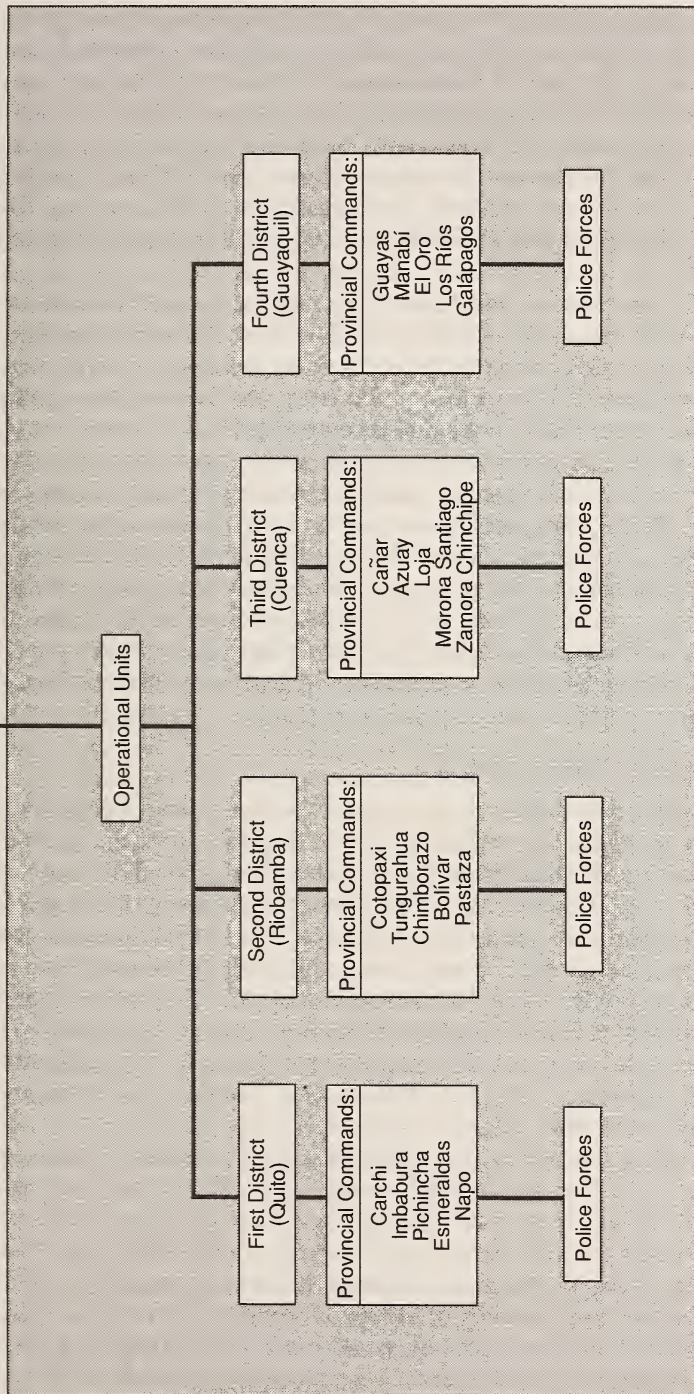 Operational Units
First District
(Quito)
Provincial Commands:
Carchi
Imbabura
Pichincha
Esmeraldas
Napo
Police Forces
Second District
(Riobamba)
Provincial Commands:
Cotopaxi
Tungurahua
Chimborazo
Bolívar
Pastaza
Police Forces
Third District
(Cuenca)
Provincial Commands:
Cañar
Azuay
Loja
Morona Santiago
Zamora Chinchipe
Police Forces
Fourth District
(Guayaquil)
Provincial Commands:
Guayas
Manabí
El Oro
Los Ríos
Galápagos
Police Forces